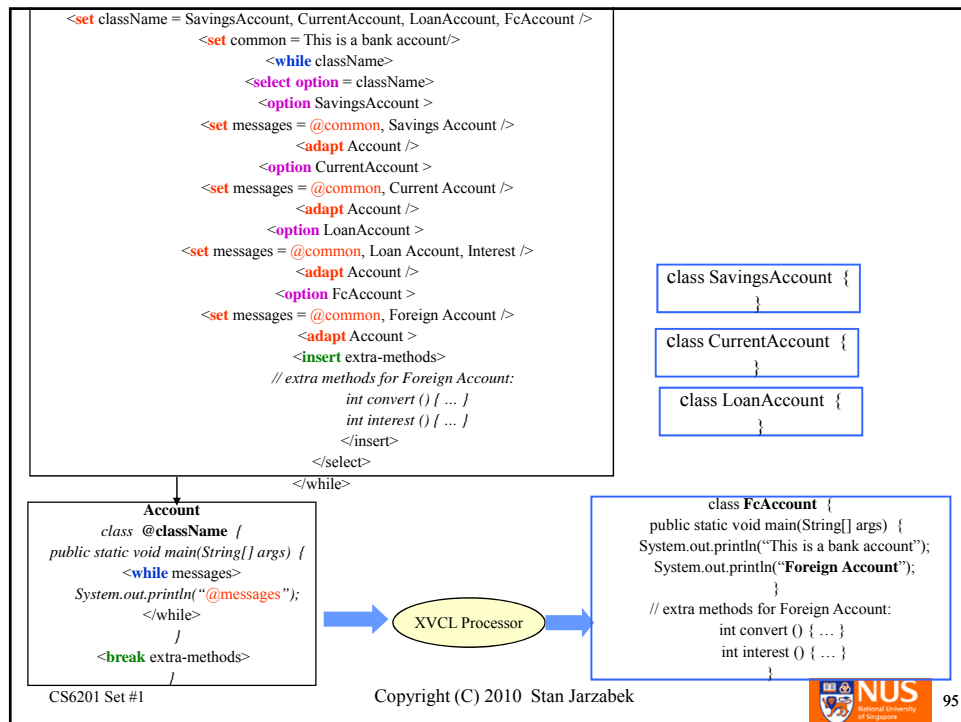 <set className = SavingsAccount, CurrentAccount, LoanAccount, FcAccount />
<set common = This is a bank account/>
<while className>
<select option = className>
<option SavingsAccount >
<set messages = @common, Savings Account />
<adapt Account />
<option CurrentAccount >
<set messages = @common, Current Account />
<adapt Account />
<option LoanAccount >
<set messages = @common, Loan Account, Interest />
<adapt Account />
<option FcAccount >
<set messages = @common, Foreign Account />
<adapt Account >
<insert extra-methods>
// extra methods for Foreign Account:
int convert () { … }
int interest () { … }
</insert>
</select>
</while>
class SavingsAccount {
}
class CurrentAccount {
}
class LoanAccount {
}
Account
class @className {
public static void main(String[] args) {
<while messages>
System.out.println(“@messages”);
</while>
}
<break extra-methods>
}
XVCL Processor
class FcAccount {
public static void main(String[] args) {
System.out.println(“This is a bank account”);
System.out.println(“Foreign Account”);
}
// extra methods for Foreign Account:
int convert () { … }
int interest () { … }
}
CS6201 Set #1
Copyright (C) 2010 Stan Jarzabek
NUS
National University
of Singapore
95